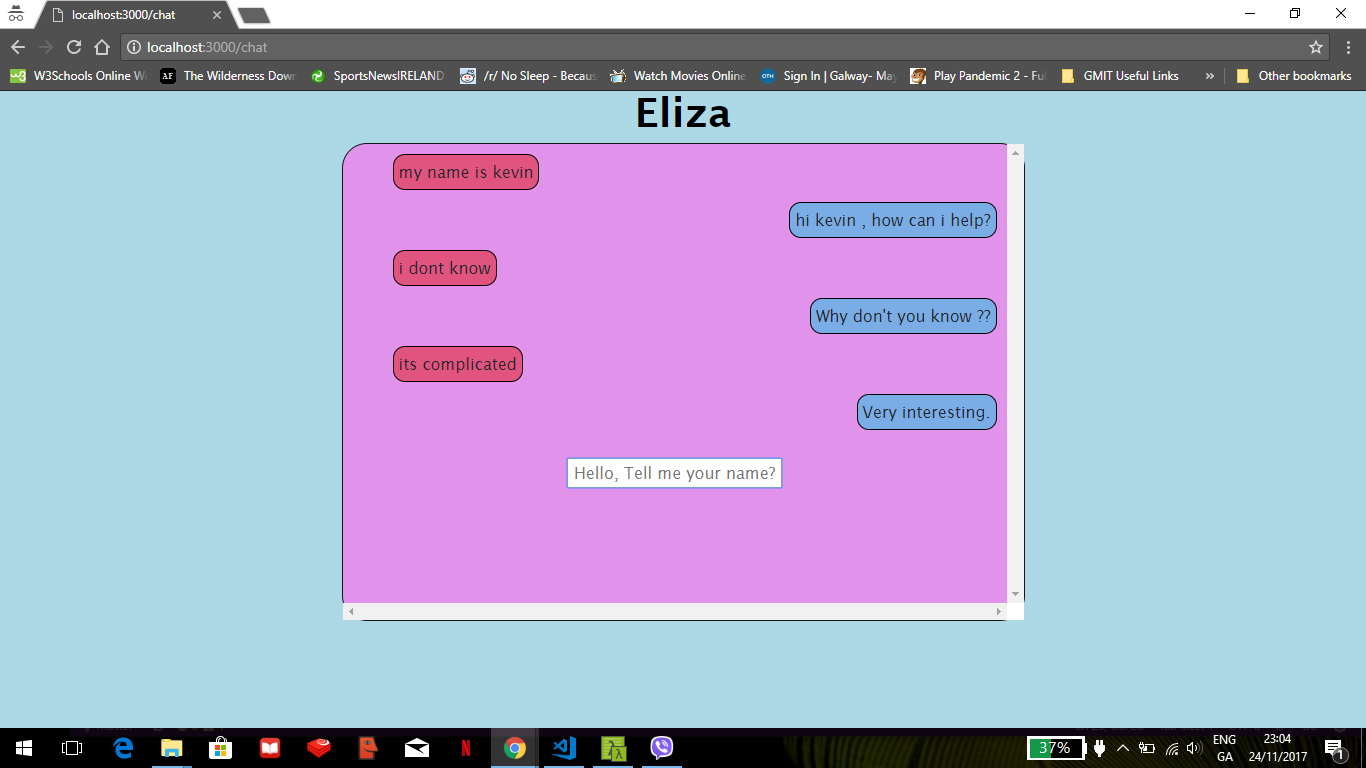 localhost:3000/chat
localhost:3000/chat
W3Schools Online W
The Wilderness Dow
SportsNewsIRELAND
/r/ No Sleep - Becau
Watch Movies Online
Sign In | Galway- May
Play Pandemic 2 - Ful
GMIT Useful Links
»
Other bookmarks
Eliza
my name is kevin
hi kevin , how can i help?
i dont know
Why don't you know ??
its complicated
Very interesting.
Hello, Tell me your name?
37%
ENG
GA
23:04
24/11/2017
1